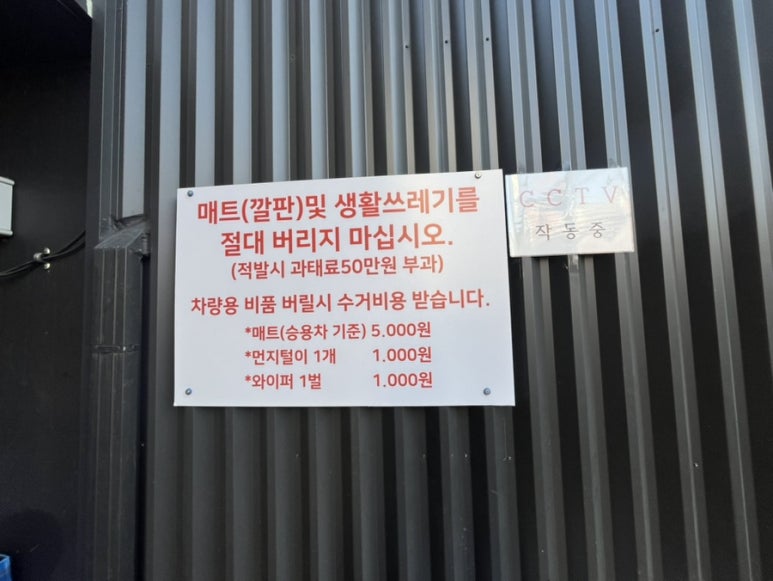 매트(깔판)및 생활쓰레기를
절대 버리지 마십시오.
(적발시 과태료50만원 부과)
차량용 비품 버릴시 수거비용 받습니다.
*매트(승용차 기준) 5.000원
*먼지털이 1개 1.000원
*와이퍼 1벌 1.000원
CCTV
작동중